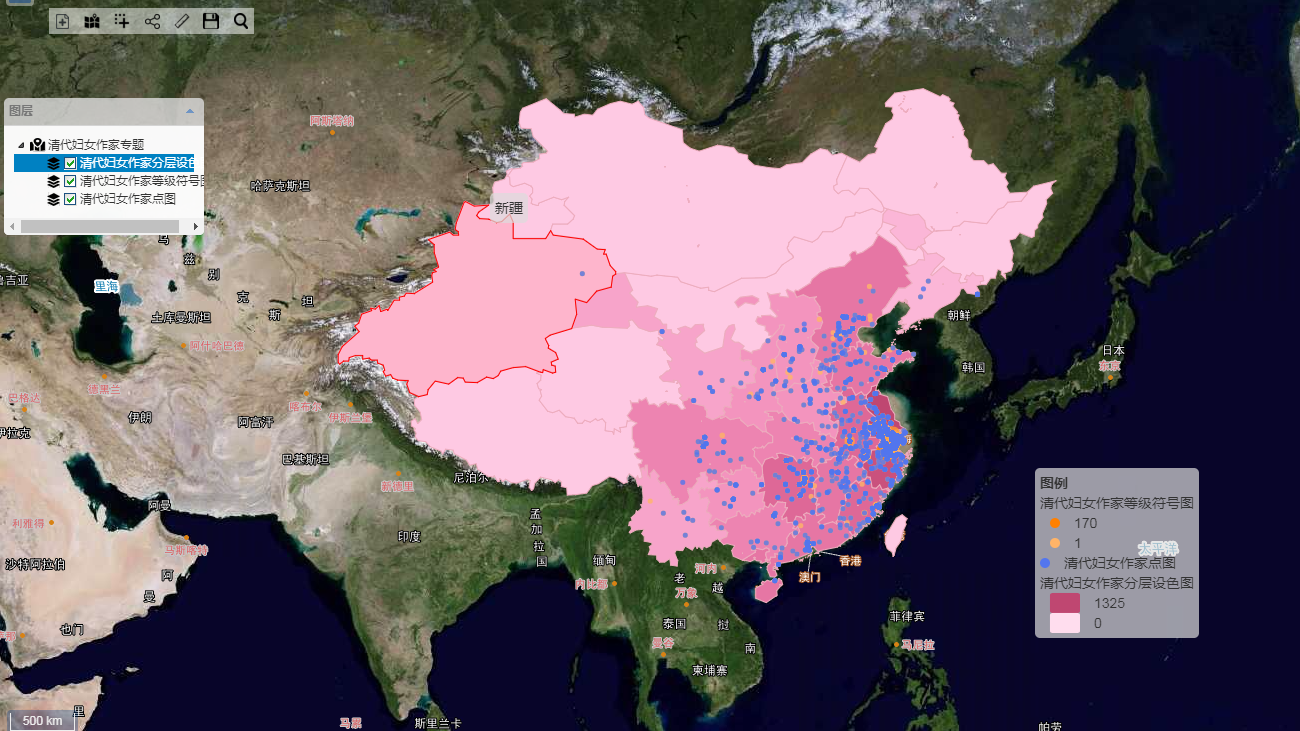 图层
清代妇女作家专题
清代妇女作家分层设色
清代妇女作家等级符号图
清代妇女作家点图
阿斯塔纳
哈萨克斯坦
新疆
乌
兹
别
克
斯
坦
里海
土库曼斯坦
阿什哈巴德
鲁吉亚
德黑兰
巴格达
伊拉克
伊朗
喀布尔
阿富汗
伊斯兰堡
巴基斯坦
新德里
尼泊尔
利雅得
阿曼
马斯喀特
沙特阿拉伯
阿
曼
也门
印度
孟
加
拉
国
缅甸
内比都
河内
老
万象
越
泰国
挝
曼谷
南
柬埔寨
朝鲜
韩国
日本
东京
香港
澳门
菲律宾
马尼拉
太平洋
图例
清代妇女作家等级符号图
170
1
清代妇女作家点图
清代妇女作家分层设色图
1325
0
500 km
里
马累
斯里兰卡
帕劳